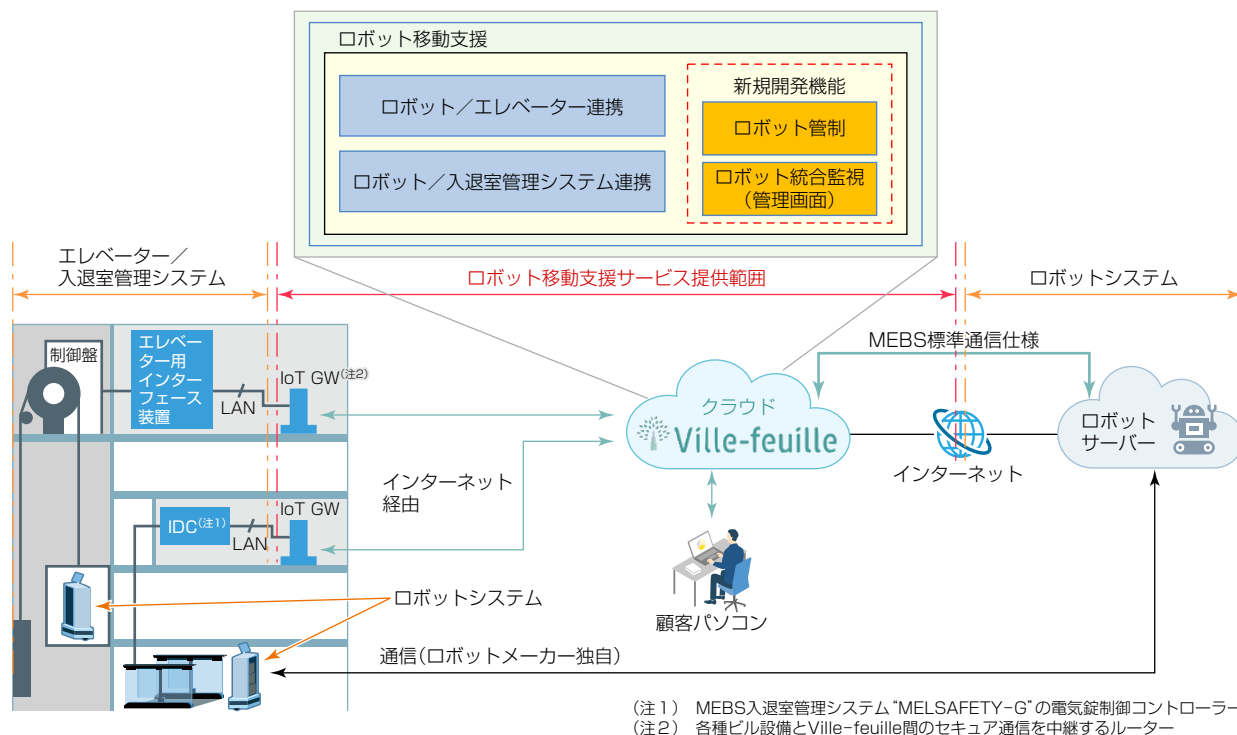 ロボット移動支援
ロボット／エレベーター連携
ロボット／入退室管理システム連携
新規開発機能
ロボット管制
ロボット統合監視
（管理画面）
エレベーター／
入退室管理システム
ロボット移動支援サービス提供範囲
ロボットシステム
制御盤
エレベー
ター用
インター
フェース
装置
LAN
IoT GW(注2)
MEBS標準通信仕様
クラウド
Ville-feuille
ロボット
サーバー
インターネット
インターネット
経由
IDC(注1)
LAN
IoT GW
ロボットシステム
顧客パソコン
通信(ロボットメーカー独自)
(注1) MEBS入退室管理システム“MELSAFETY-G”の電気錠制御コントローラー
(注2) 各種ビル設備とVille-feuille間のセキュア通信を中継するルーター